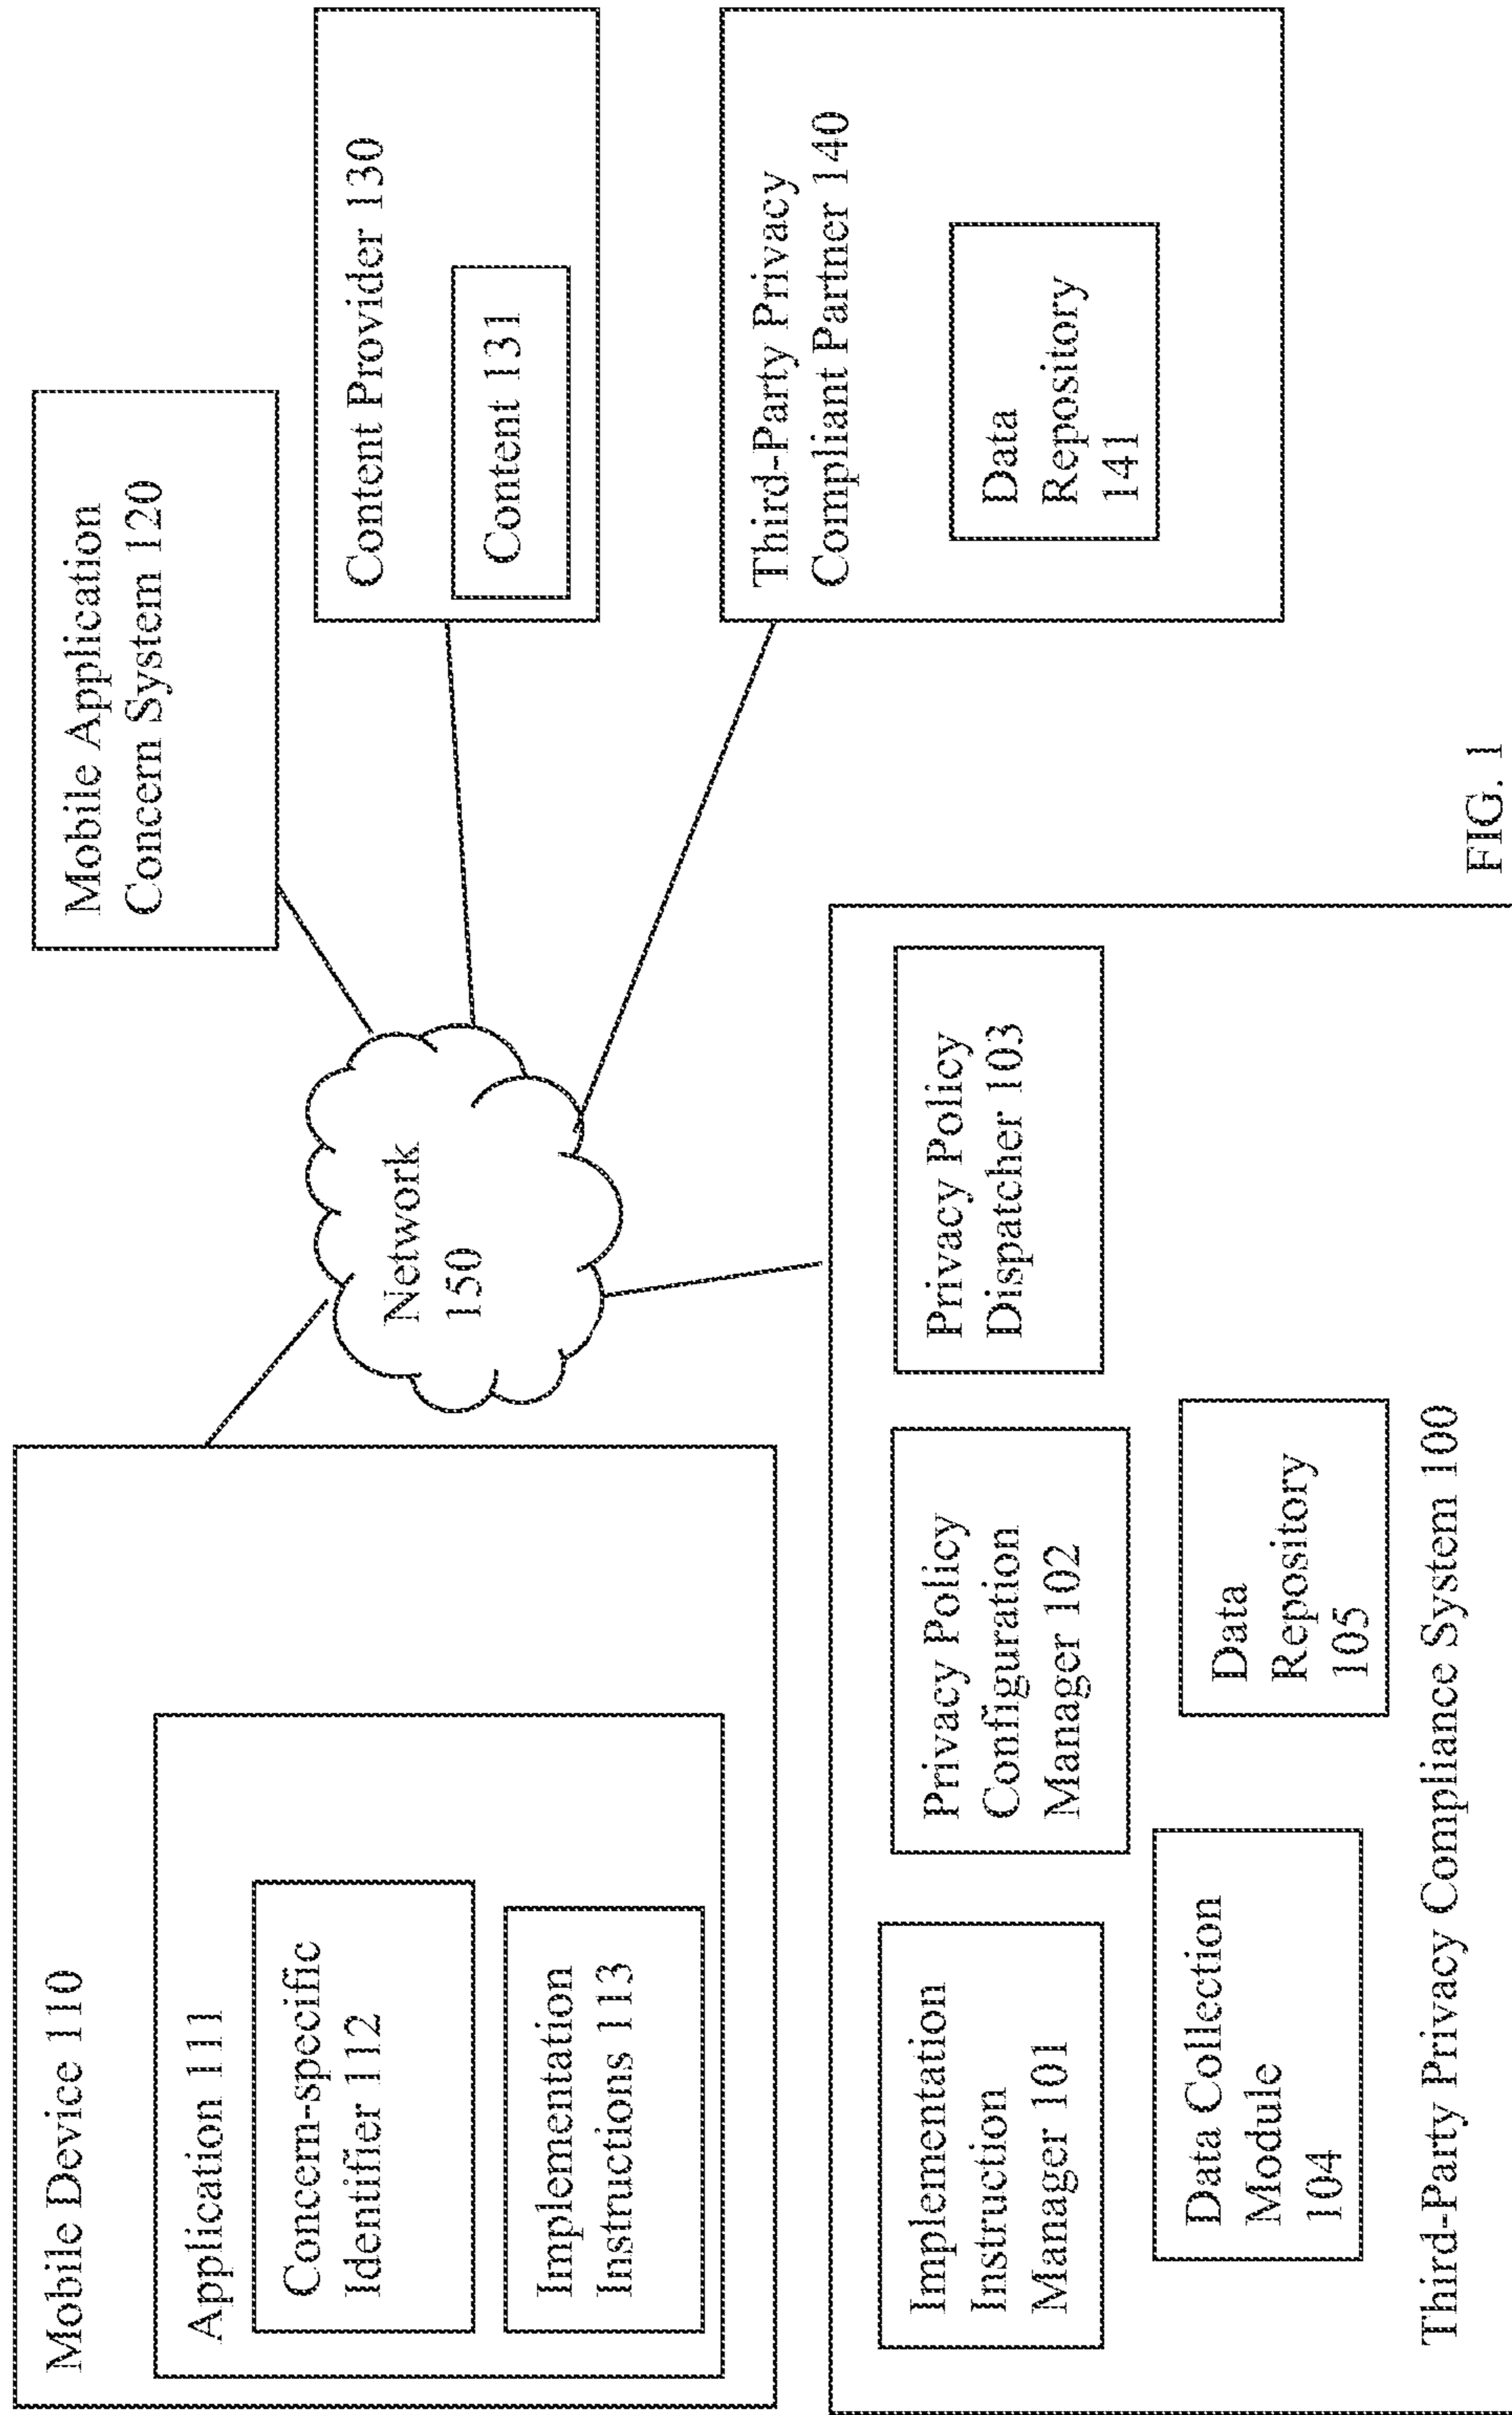 Mobile Device 110
Application 111
Concern-specific
Identifier 112
Implementation
Instructions 113
Network
150
Mobile Application
Concern System 120
Content Provider 130
Content 131
Third-Party Privacy
Compliant Partner 140
Data
Repository
141
Implementation
Instruction
Manager 101
Privacy Policy
Configuration
Manager 102
Privacy Policy
Dispatcher 103
Data Collection
Module
104
Data
Repository
105
Third-Party Privacy Compliance System 100
FIG. 1